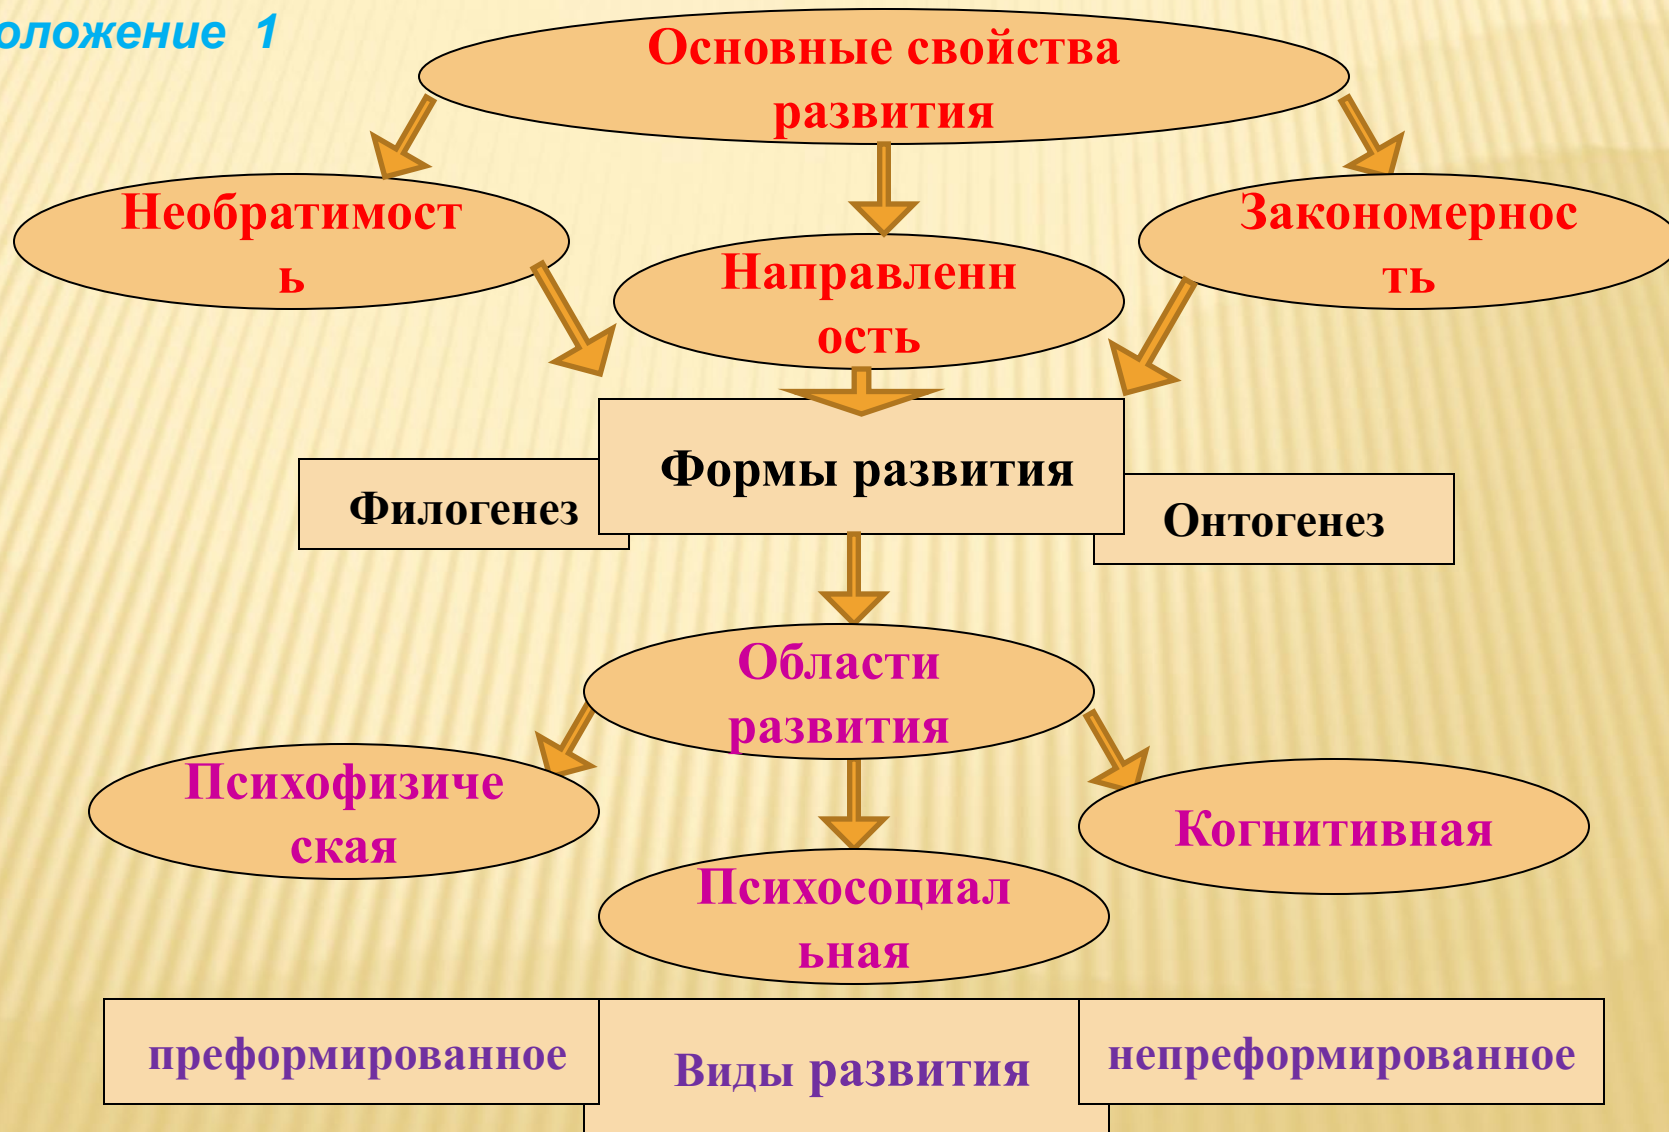 оложение 1
Основные свойства
развития
Необратимост
ь
Направленн
ость
Закономернос
ть
Формы развития
Филогенез
Онтогенез
Области
развития
Психофизиче
ская
Когнитивная
Психосоциал
ьная
преформированное
Виды развития
непреформированное